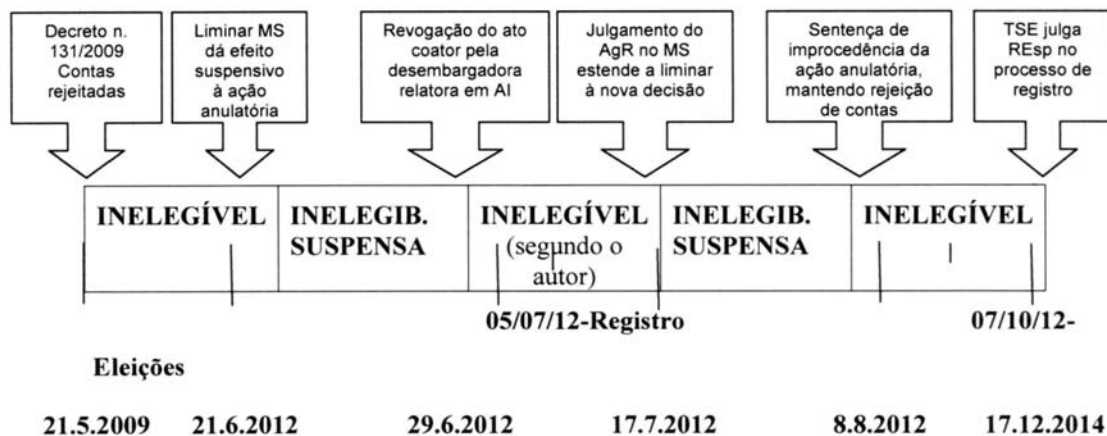 Decreto n.
131/2009
Contas
rejeitadas
Liminar MS
dá efeito
suspensivo
à ação
anulatória
Revogação do ato
coator pela
desembargadora
relatora em AI
Julgamento do
AgR no MS
estende a liminar
à nova decisão
Sentença de
improcedência da
ação anulatória,
mantendo rejeição
de contas
TSE julga
REsp no
processo de
registro
INELEGÍVEL
INELEGIB.
SUSPENSA
INELEGÍVEL
(segundo o
autor)
INELEGIB.
SUSPENSA
INELEGÍVEL
05/07/12-Registro
07/10/12-
Eleições
21.5.2009 21.6.2012 29.6.2012 17.7.2012 8.8.2012 17.12.2014